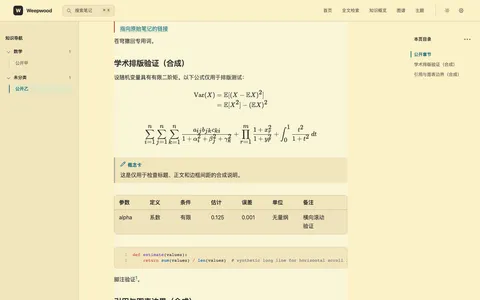 Weepwood
搜索笔记
首页
全文检索
知识概览
图谱
主题
知识导航
数学
公开甲
未分类
公开乙
指向原始笔记的链接
在穹隆回专用词。
学术排版验证（合成）
设随机变量具有有限二阶矩。以下公式仅用于排版测试：
Var(X) = 𝔼[(X − 𝔼X)²]
= 𝔼[X²] − (𝔼X)²
概念卡
这是仅用于检查标题、正文和边框间距的合成说明。
参数 定义 条件 估计 误差 单位 备注
alpha 系数 有限 0.125 0.001 无量纲 横向滚动
验证
1 def estimate(values):
2 return sum(values) / len(values) # synthetic long line for horizontal scroll
脚注验证¹。
本页目录
公开章节
学术排版验证（合成）
引用与图表边界（合成）